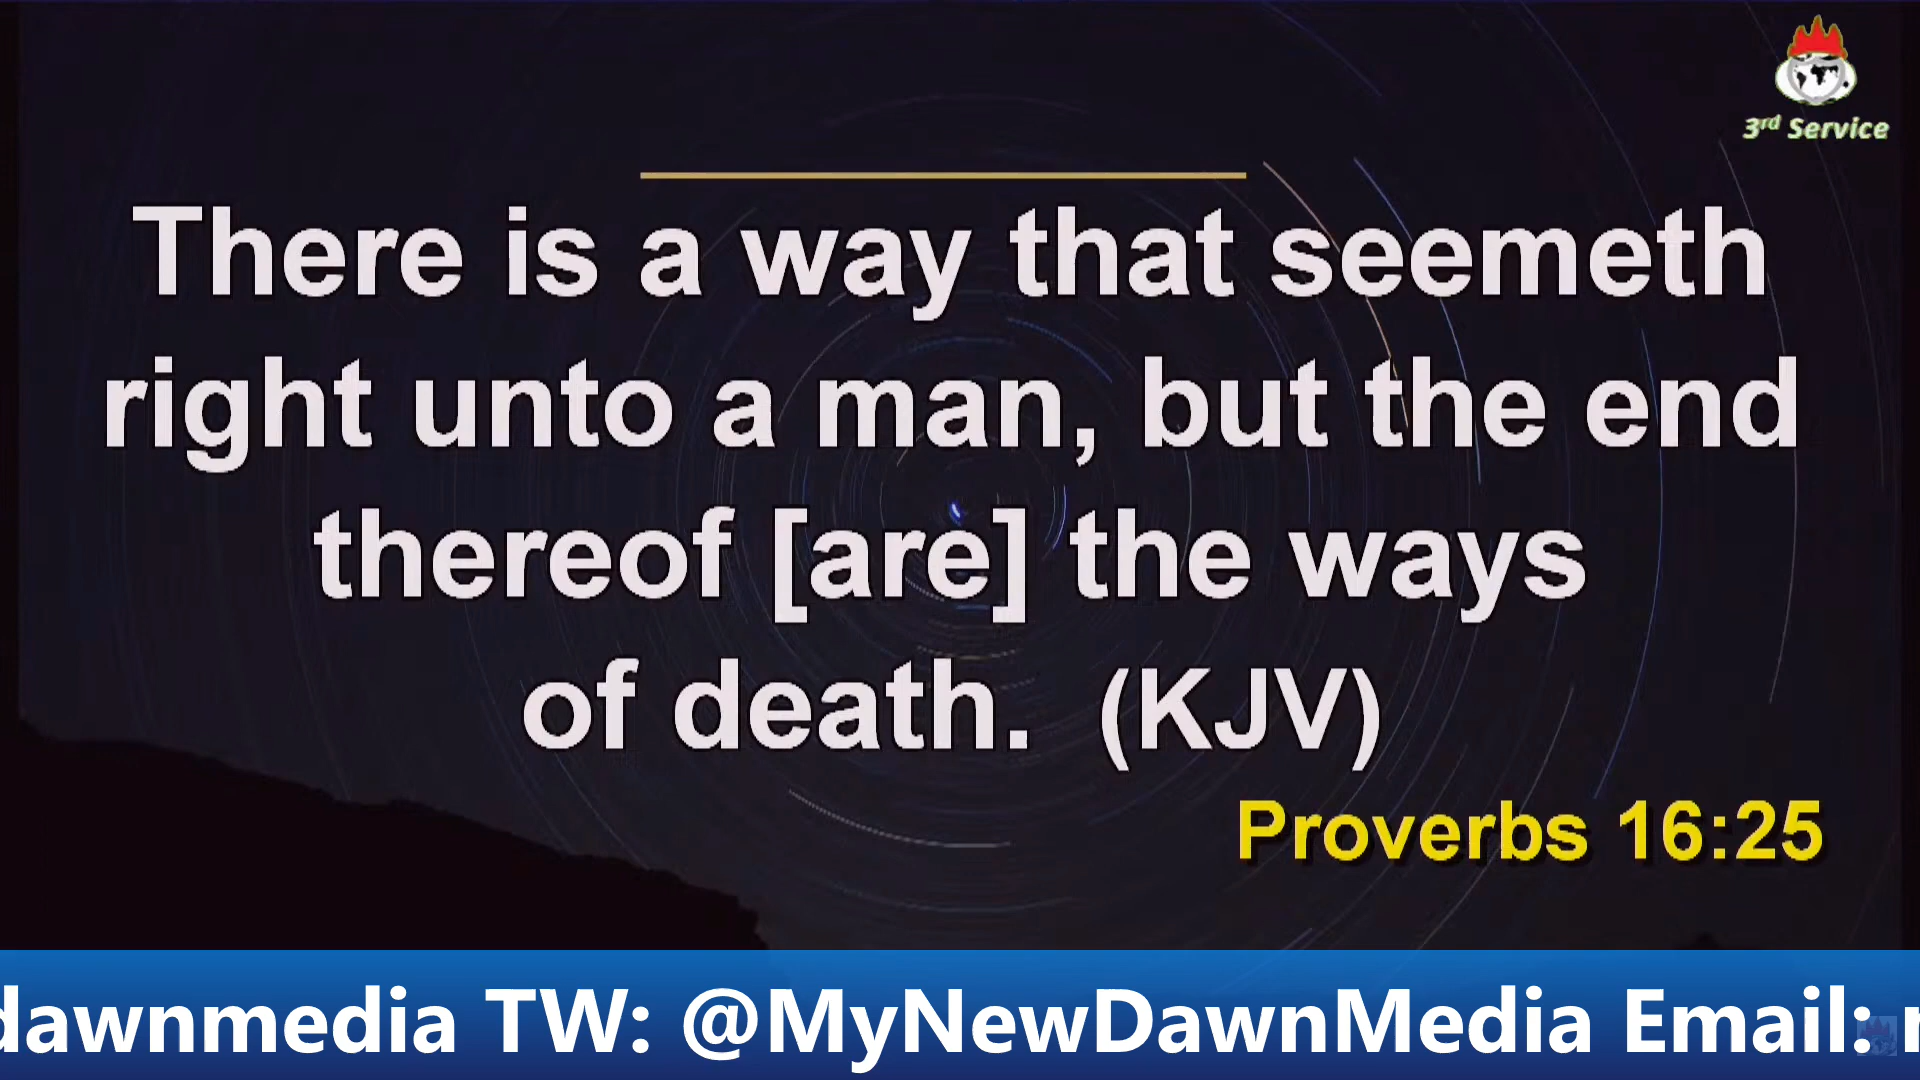 3rd Service
There is a way that seemeth
right unto a man, but the end
thereof [are] the ways
of death. (KJV)
Proverbs 16:25
dawnmedia TW: @MyNewDawnMedia Email: